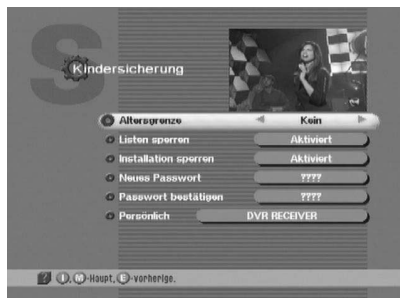 S
Kindersicherung
Altersgrenze Kein
Listen sperren Aktiviert
Installation sperren Aktiviert
Neues Passwort ????
Passwort bestätigen ????
Persönlich DVR RECEIVER
? I, M-Haupt, E-vorherige.